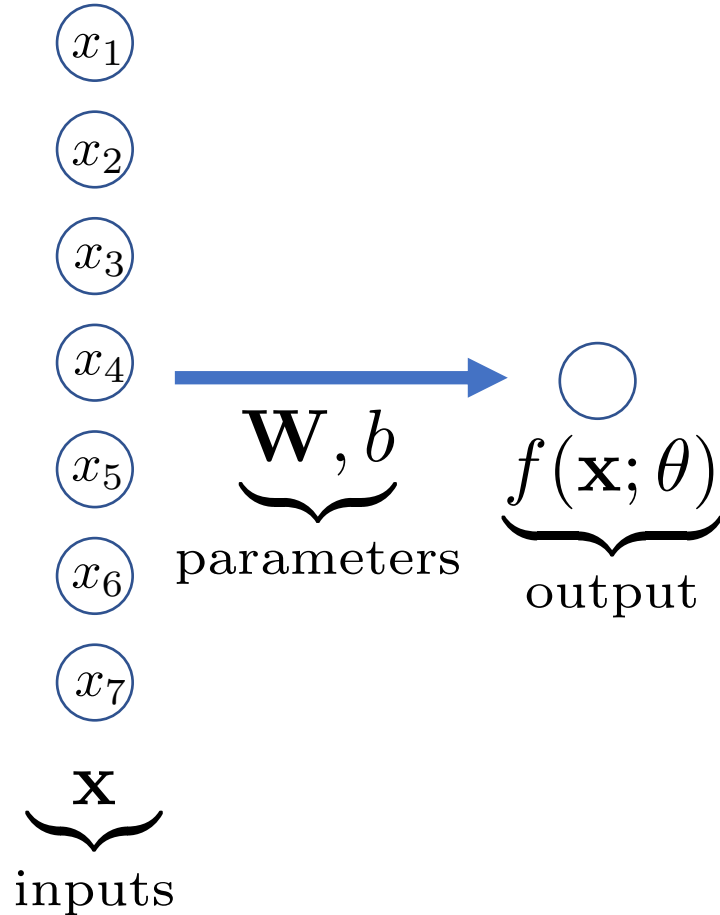 x₁
x₂
x₃
x₄
x₅
x₆
x₇
x
inputs
W, b
parameters
f(x; θ)
output